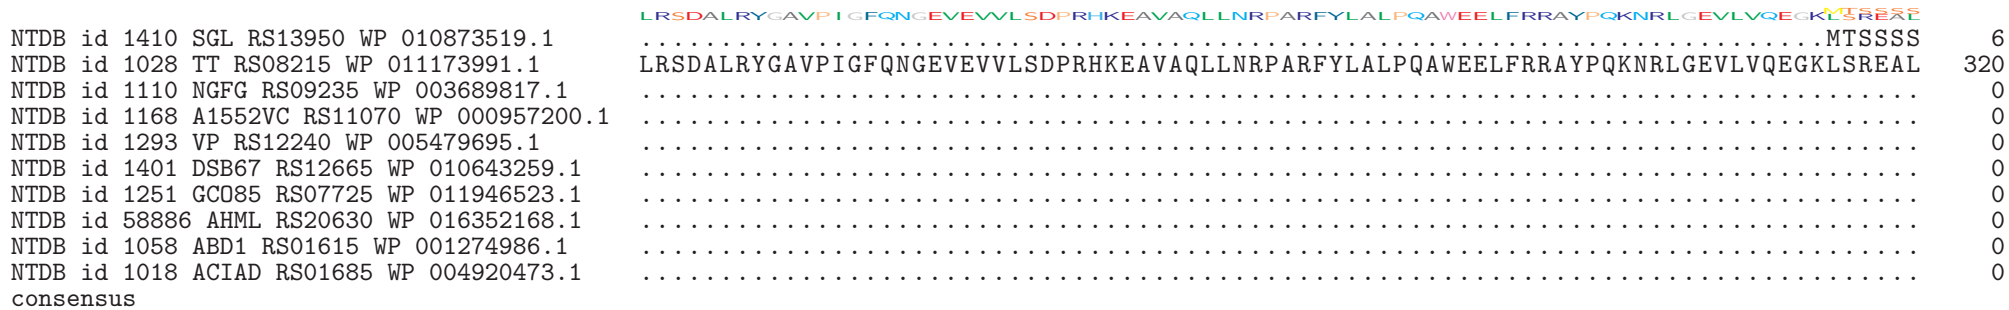 LRSDALRYGAVPIGFQNGEVEVVLSDPRHKEAVAQLLNRPARFYLALPQAWEELFRRAYPQKNRLGEVLVQEGKLSREAL
NTDB id 1410 SGL RS13950 WP 010873519.1 ..........................................................................MTSSSS 6
NTDB id 1028 TT RS08215 WP 011173991.1 LRSDALRYGAVPIGFQNGEVEVVLSDPRHKEAVAQLLNRPARFYLALPQAWEELFRRAYPQKNRLGEVLVQEGKLSREAL 320
NTDB id 1110 NGFG RS09235 WP 003689817.1 ................................................................................ 0
NTDB id 1168 A1552VC RS11070 WP 000957200.1 ................................................................................ 0
NTDB id 1293 VP RS12240 WP 005479695.1 ................................................................................ 0
NTDB id 1401 DSB67 RS12665 WP 010643259.1 ................................................................................ 0
NTDB id 1251 GCO85 RS07725 WP 011946523.1 ................................................................................ 0
NTDB id 58886 AHML RS20630 WP 016352168.1 ................................................................................ 0
NTDB id 1058 ABD1 RS01615 WP 001274986.1 ................................................................................ 0
NTDB id 1018 ACIAD RS01685 WP 004920473.1 ................................................................................ 0
consensus